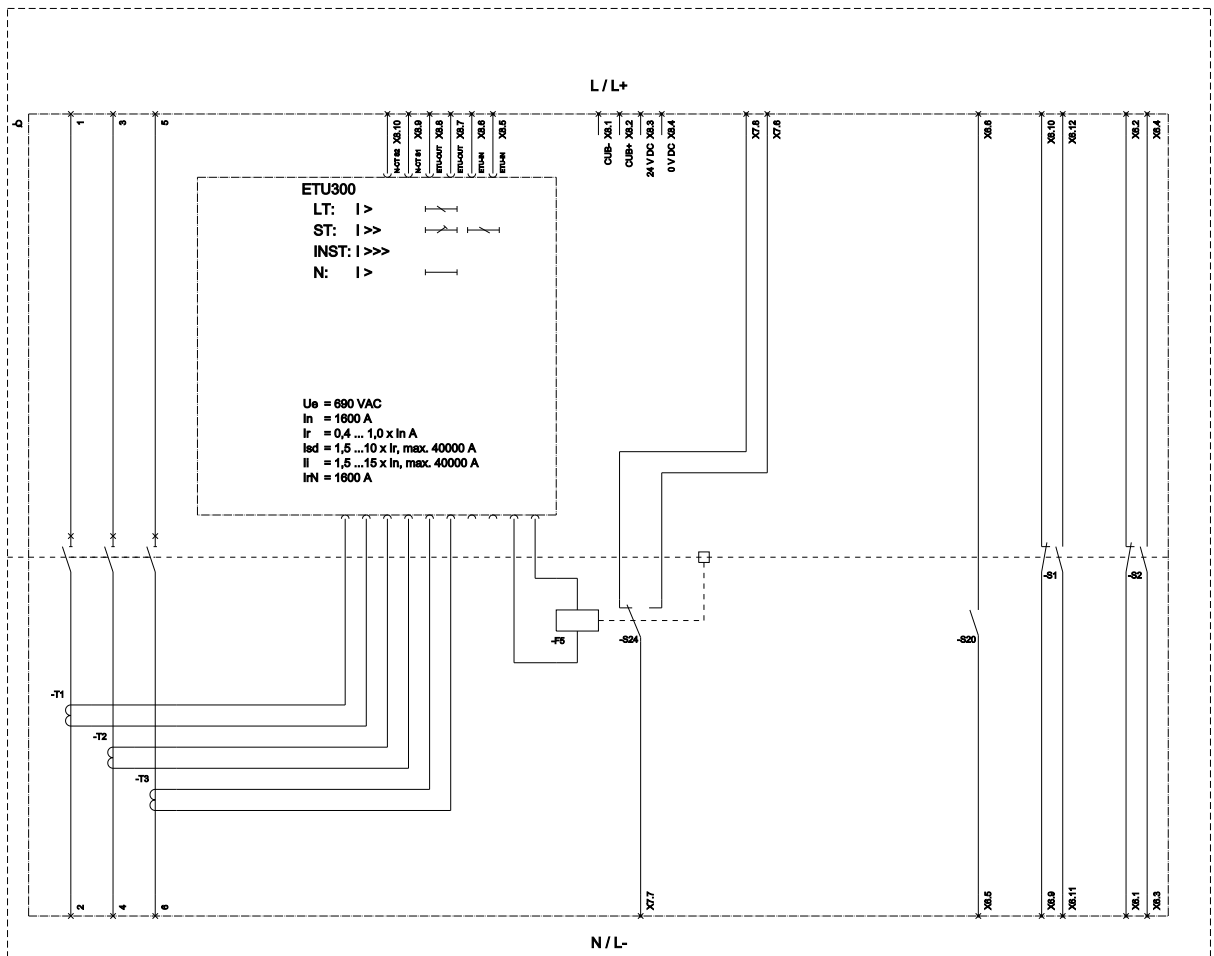 L / L+
-Q
1
3
5
X8.10
X8.9
X8.8
X8.7
X8.6
X8.5
N-CT S2
N-CT S1
ETU-OUT
ETU-OUT
ETU-IN
ETU-IN
CUB- X8.1
CUB+ X8.2
24 V DC X8.3
0 V DC X8.4
X7.8
X7.6
X6.6
X6.10
X6.12
X6.2
X6.4
ETU300
LT: I >
ST: I >>
INST: I >>>
N: I >
Ue = 690 VAC
In = 1600 A
Ir = 0,4 ... 1,0 x In A
Isd = 1,5 ...10 x Ir, max. 40000 A
Ii = 1,5 ...15 x In, max. 40000 A
IrN = 1600 A
-S1
-S2
-F5
-S24
-S20
-T1
-T2
-T3
2
4
6
X7.7
X6.5
X6.9
X6.11
X6.1
X6.3
N / L-